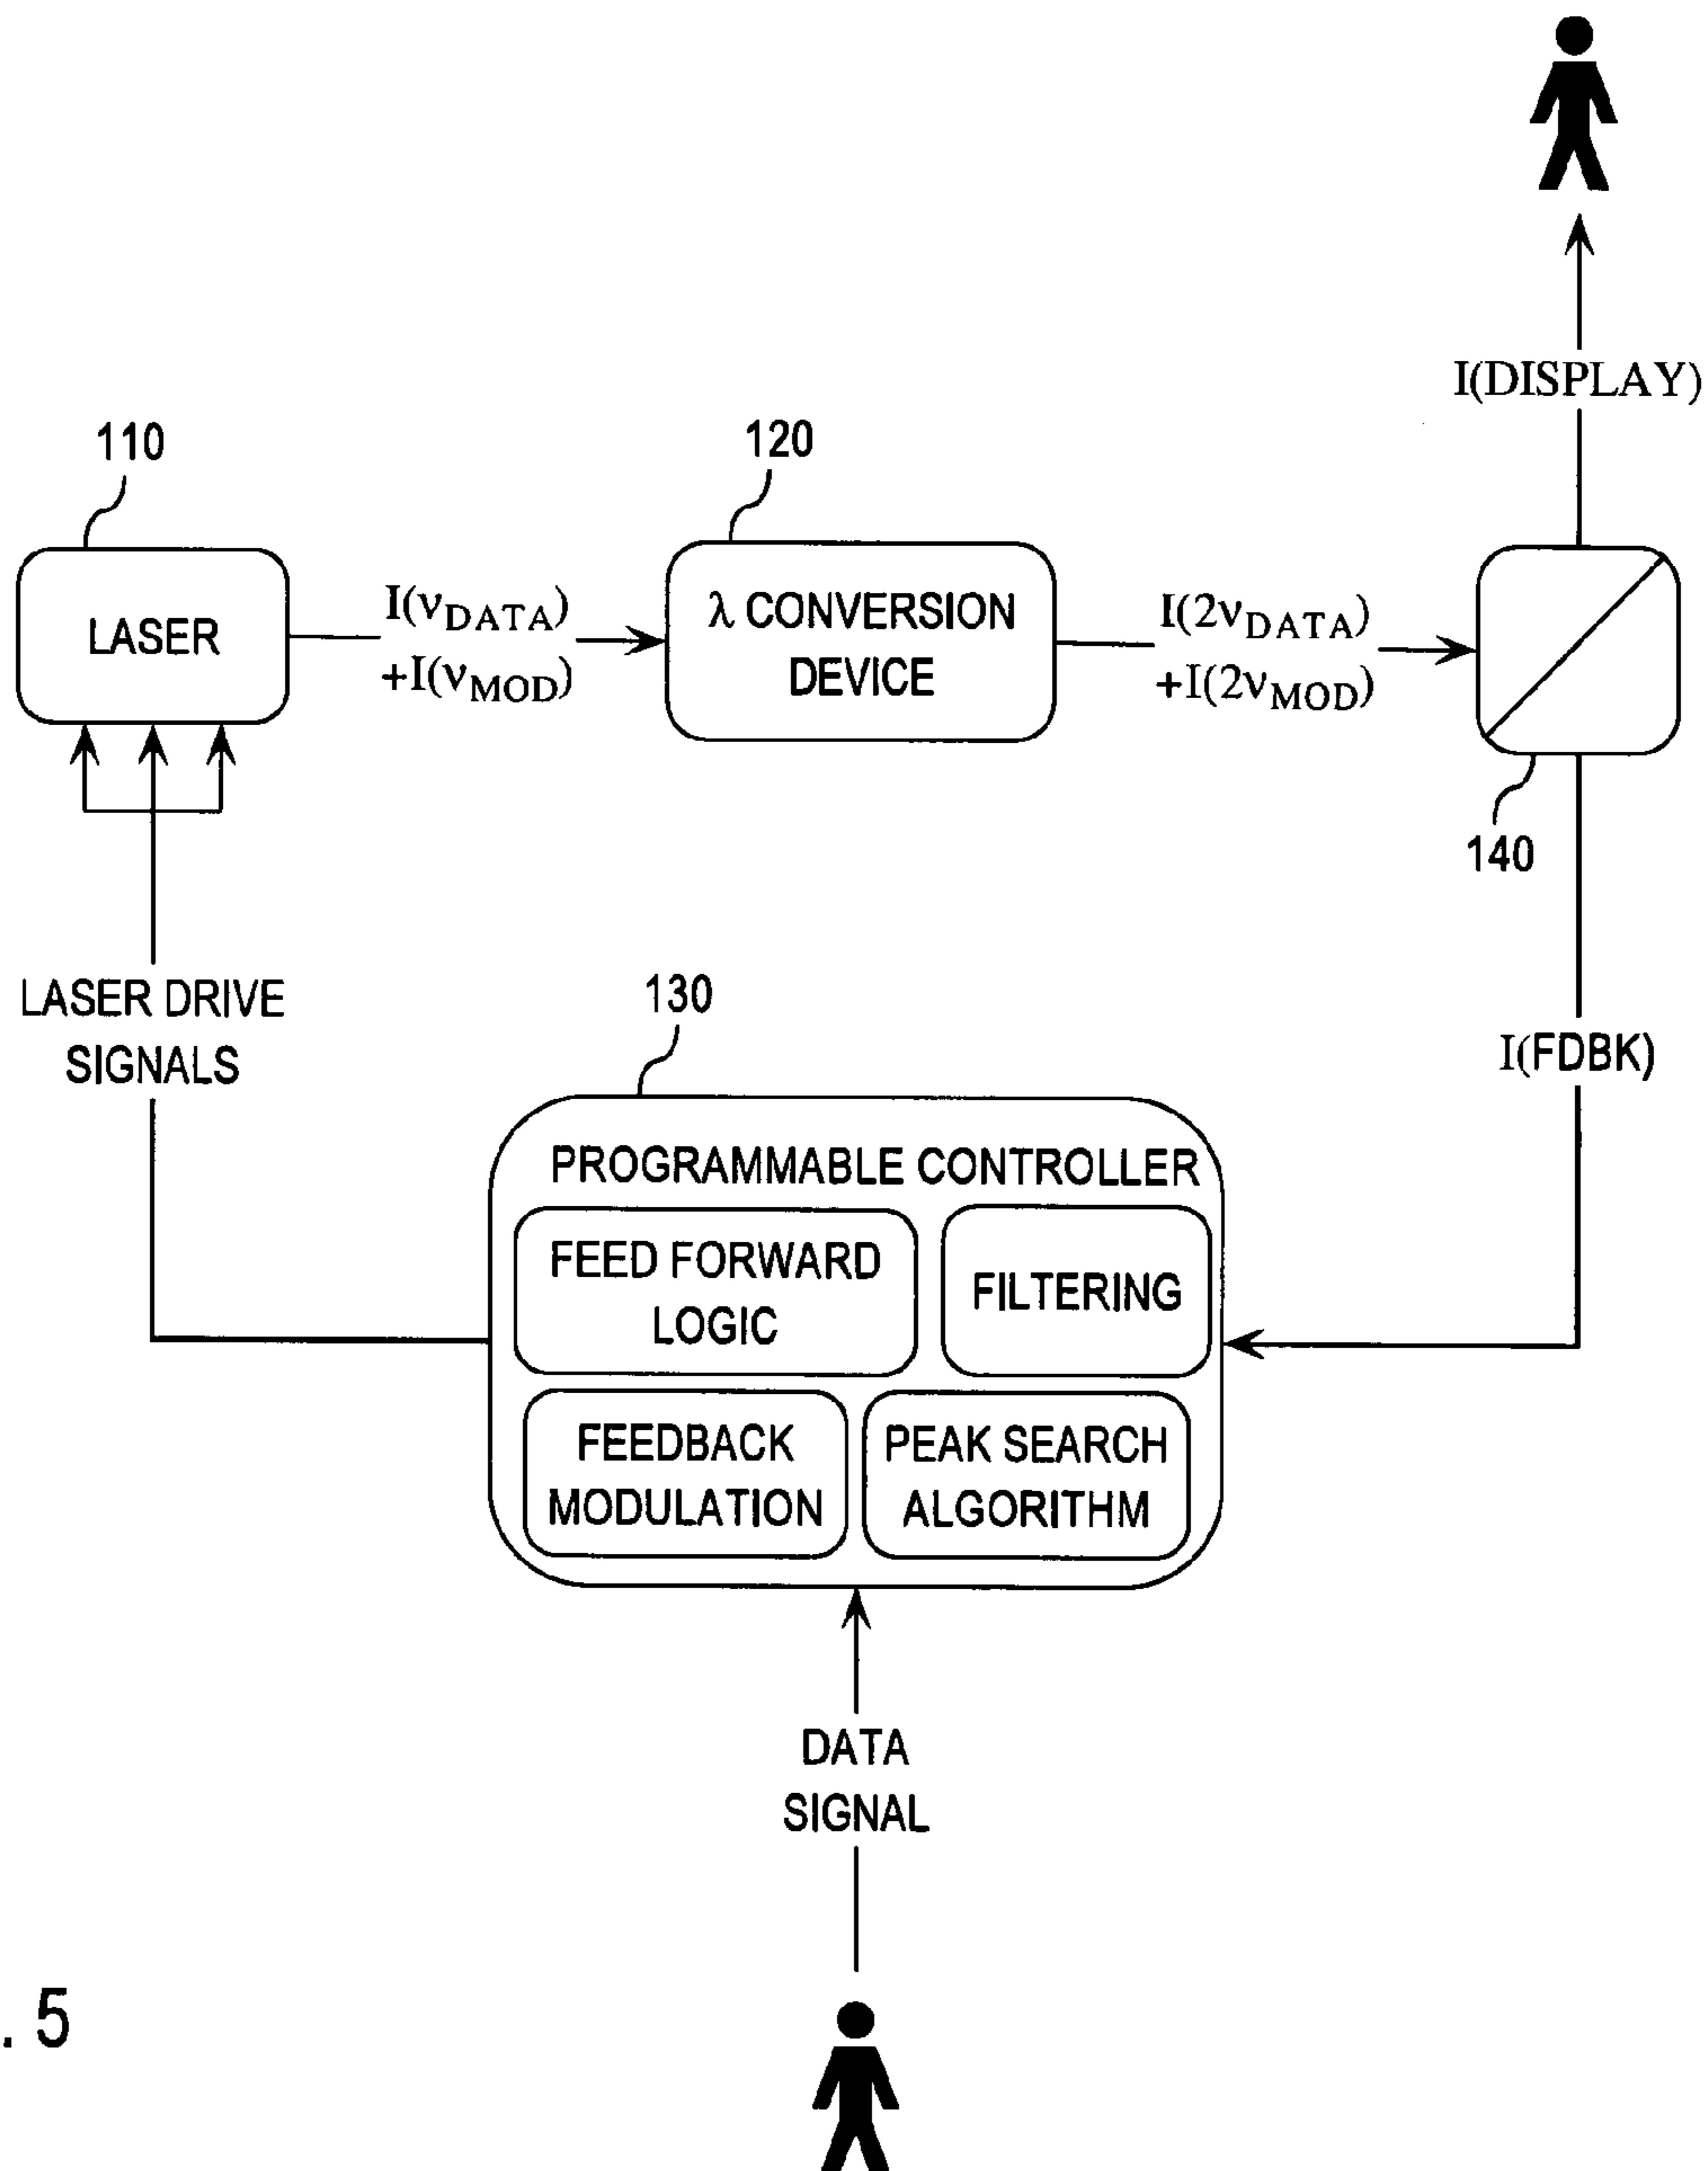 I(DISPLAY)
110
120
LASER
I(νDATA)
+I(νMOD)
λ CONVERSION
DEVICE
I(2νDATA)
+I(2νMOD)
140
LASER DRIVE
SIGNALS
130
I(FDBK)
PROGRAMMABLE CONTROLLER
FEED FORWARD
LOGIC
FILTERING
FEEDBACK
MODULATION
PEAK SEARCH
ALGORITHM
DATA
SIGNAL
. 5